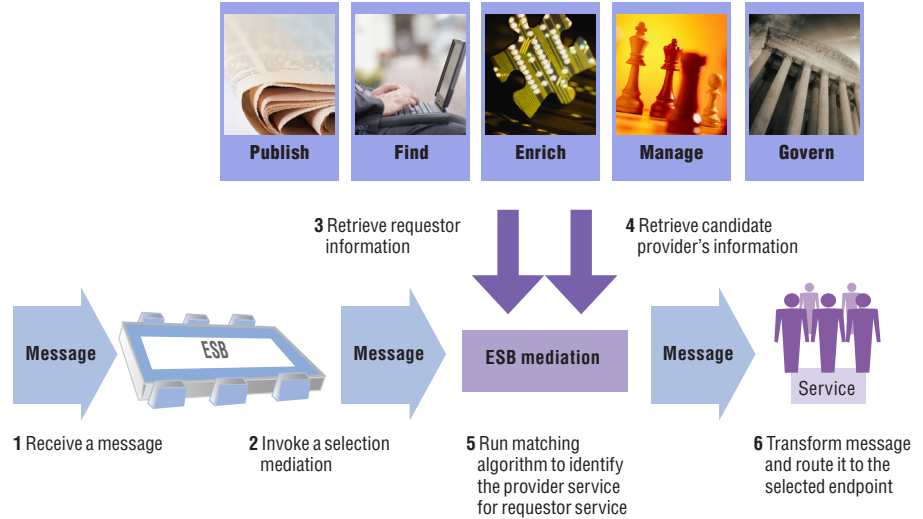 Publish
Find
Enrich
Manage
Govern
3 Retrieve requestor
information
4 Retrieve candidate
provider's information
Message
ESB
Message
ESB mediation
Message
Service
1 Receive a message
2 Invoke a selection
mediation
5 Run matching
algorithm to identify
the provider service
for requestor service
6 Transform message
and route it to the
selected endpoint